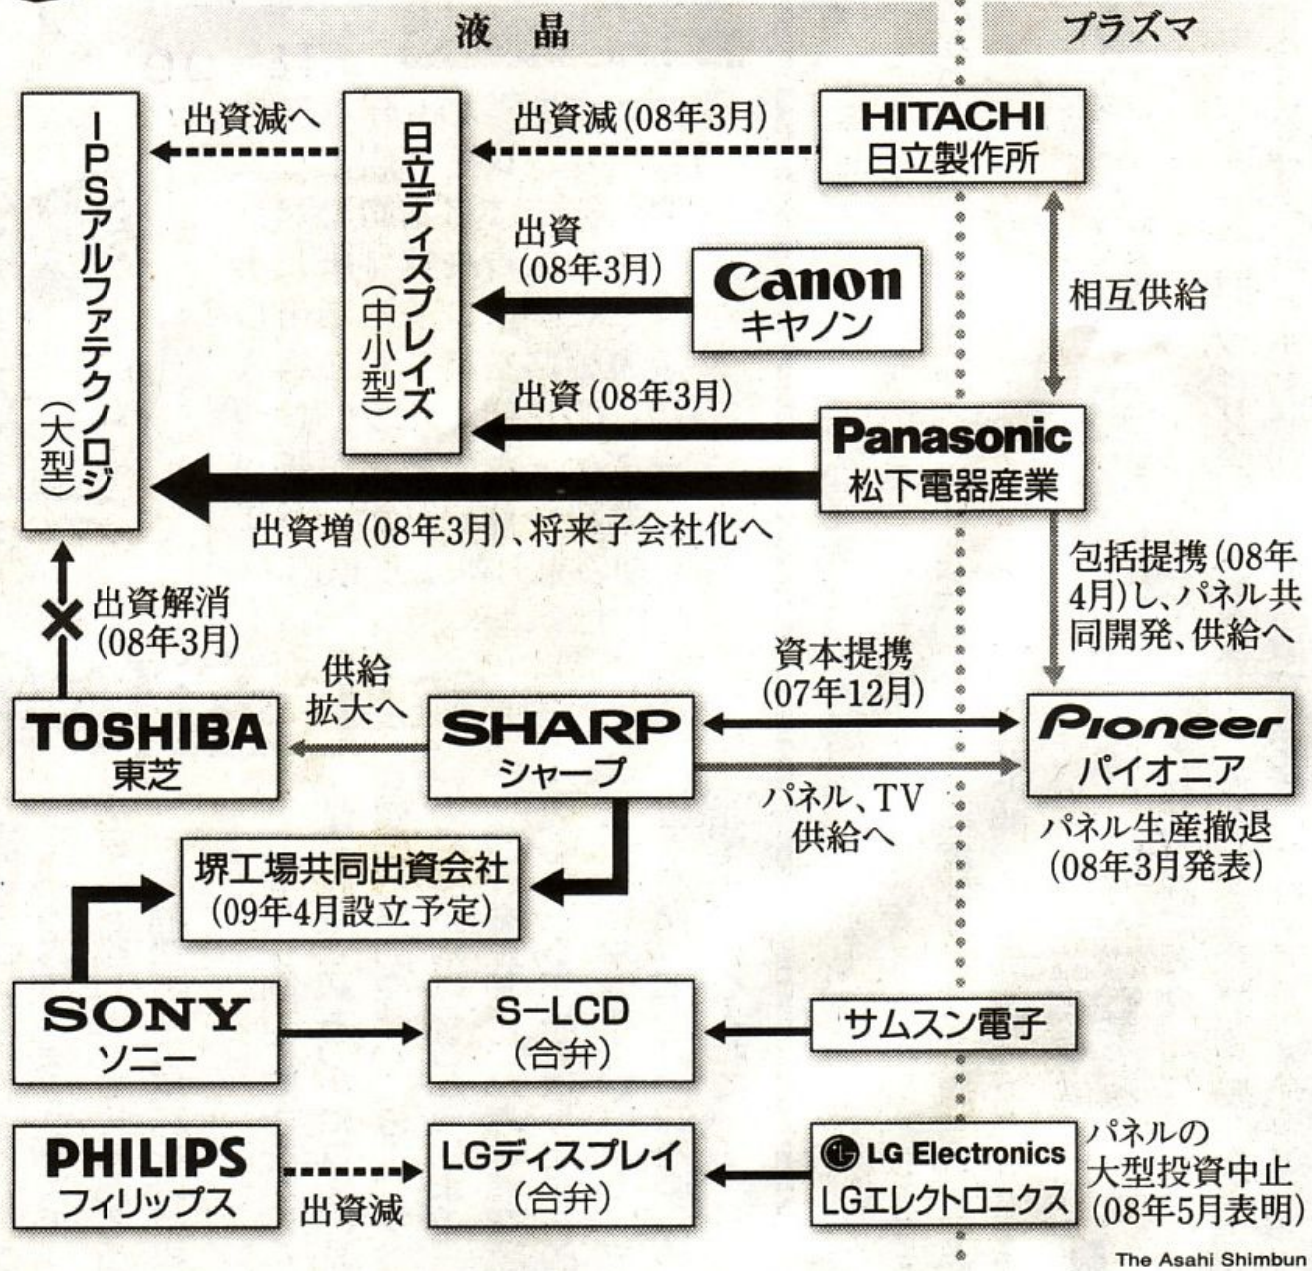 液 晶
プラズマ
IPSアルファテクノロジ
(大型)
出資減へ
日立ディスプレイズ
(中小型)
出資減(08年3月)
HITACHI
日立製作所
出資
(08年3月)
Canon
キヤノン
相互供給
出資(08年3月)
Panasonic
松下電器産業
出資増(08年3月)、将来子会社化へ
包括提携(08年
4月)し、パネル共
同開発、供給へ
出資解消
(08年3月)
供給
拡大へ
資本提携
(07年12月)
TOSHIBA
東芝
SHARP
シャープ
Pioneer
パイオニア
パネル、TV
供給へ
パネル生産撤退
(08年3月発表)
堺工場共同出資会社
(09年4月設立予定)
SONY
ソニー
S−LCD
(合弁)
サムスン電子
PHILIPS
フィリップス
出資減
LGディスプレイ
(合弁)
LG Electronics
LGエレクトロニクス
パネルの
大型投資中止
(08年5月表明)
The Asahi Shimbun